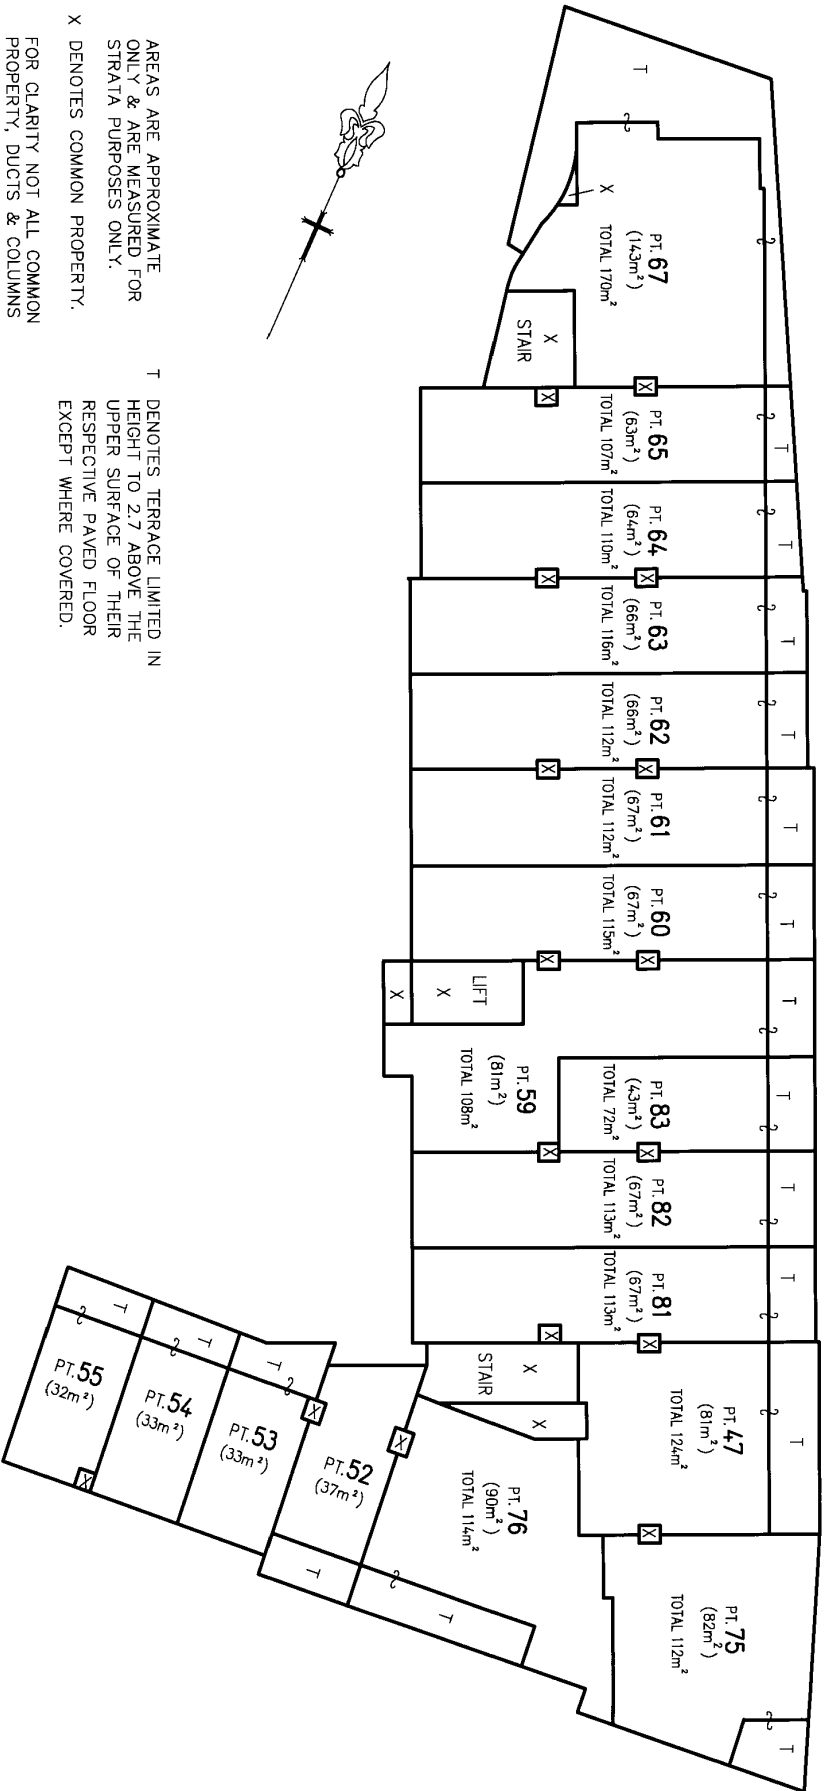 T
X
PT. 67
(143m²)
TOTAL 170m²
X
STAIR
X
X
PT. 65
(63m²)
TOTAL 107m²
T
PT. 64
(64m²)
TOTAL 110m²
T
X
X
PT. 63
(66m²)
TOTAL 116m²
T
PT. 62
(66m²)
TOTAL 112m²
T
X
X
PT. 61
(67m²)
TOTAL 112m²
T
PT. 60
(67m²)
TOTAL 115m²
T
X
X
T
LIFT
X
X
PT. 59
(81m²)
TOTAL 108m²
PT. 83
(43m²)
TOTAL 72m²
T
X
X
PT. 82
(67m²)
TOTAL 113m²
T
PT. 81
(67m²)
TOTAL 113m²
T
X
X
X
STAIR
X
PT. 47
(81m²)
TOTAL 124m²
T
X
PT. 75
(82m²)
TOTAL 112m²
T
PT. 76
(90m²)
TOTAL 114m²
T
X
PT. 52
(37m²)
T
X
PT. 53
(33m²)
T
PT. 54
(33m²)
T
X
PT. 55
(32m²)
T
AREAS ARE APPROXIMATE
ONLY & ARE MEASURED FOR
STRATA PURPOSES ONLY.
X DENOTES COMMON PROPERTY.
FOR CLARITY NOT ALL COMMON
PROPERTY, DUCTS & COLUMNS
T DENOTES TERRACE LIMITED IN
HEIGHT TO 2.7 ABOVE THE
UPPER SURFACE OF THEIR
RESPECTIVE PAVED FLOOR
EXCEPT WHERE COVERED.